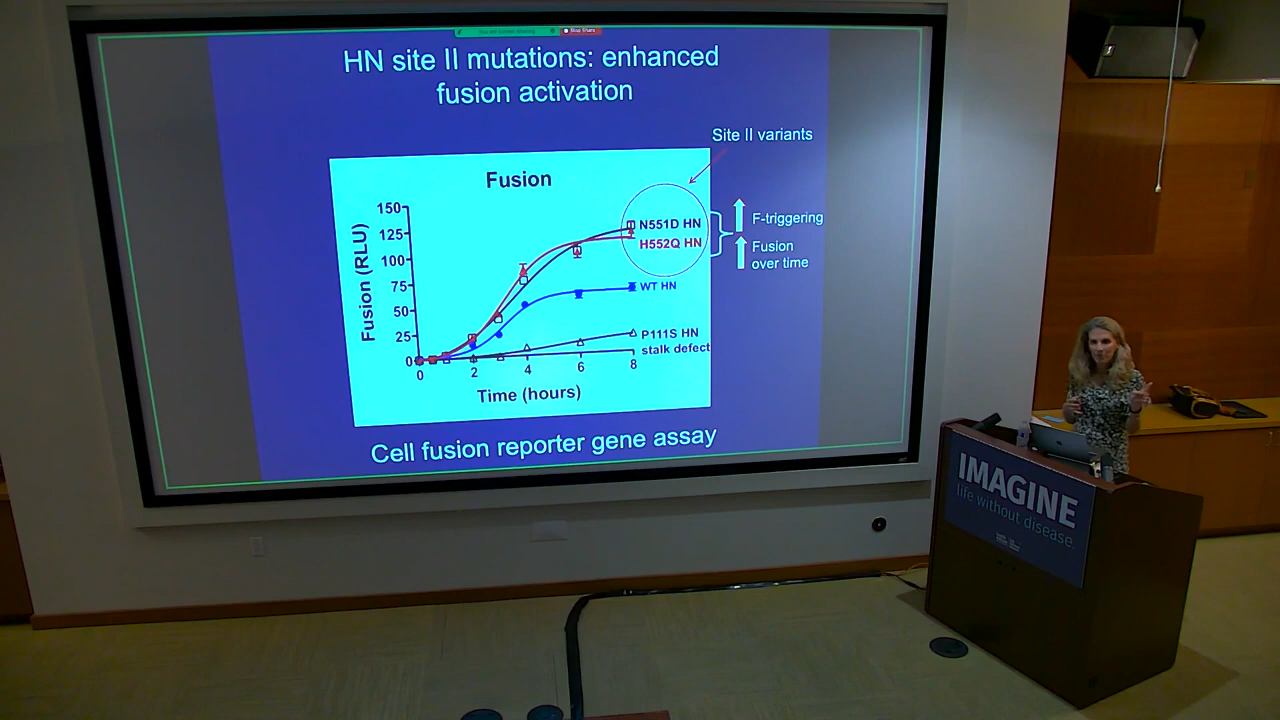 HN site II mutations: enhanced
fusion activation
Site II variants
Fusion
Fusion (RLU)
150
125
100
75
50
25
0
0
2
4
6
8
Time (hours)
N551D HN
H552Q HN
WT HN
P111S HN
stalk defect
F-triggering
Fusion
over time
Cell fusion reporter gene assay
IMAGINE
life without disease.